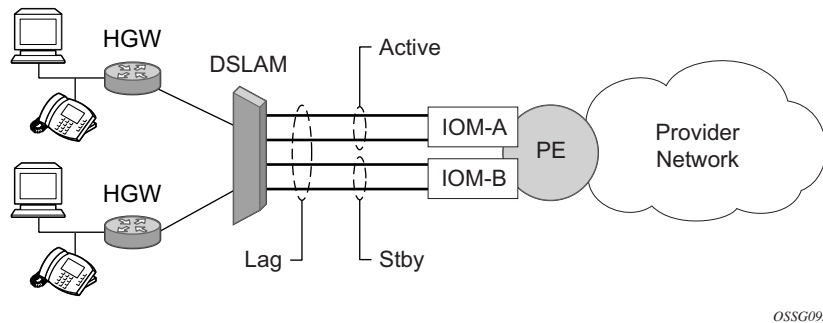 HGW
DSLAM
Active
IOM-A
PE
Provider
Network
IOM-B
HGW
Lag
Stby
OSSG09